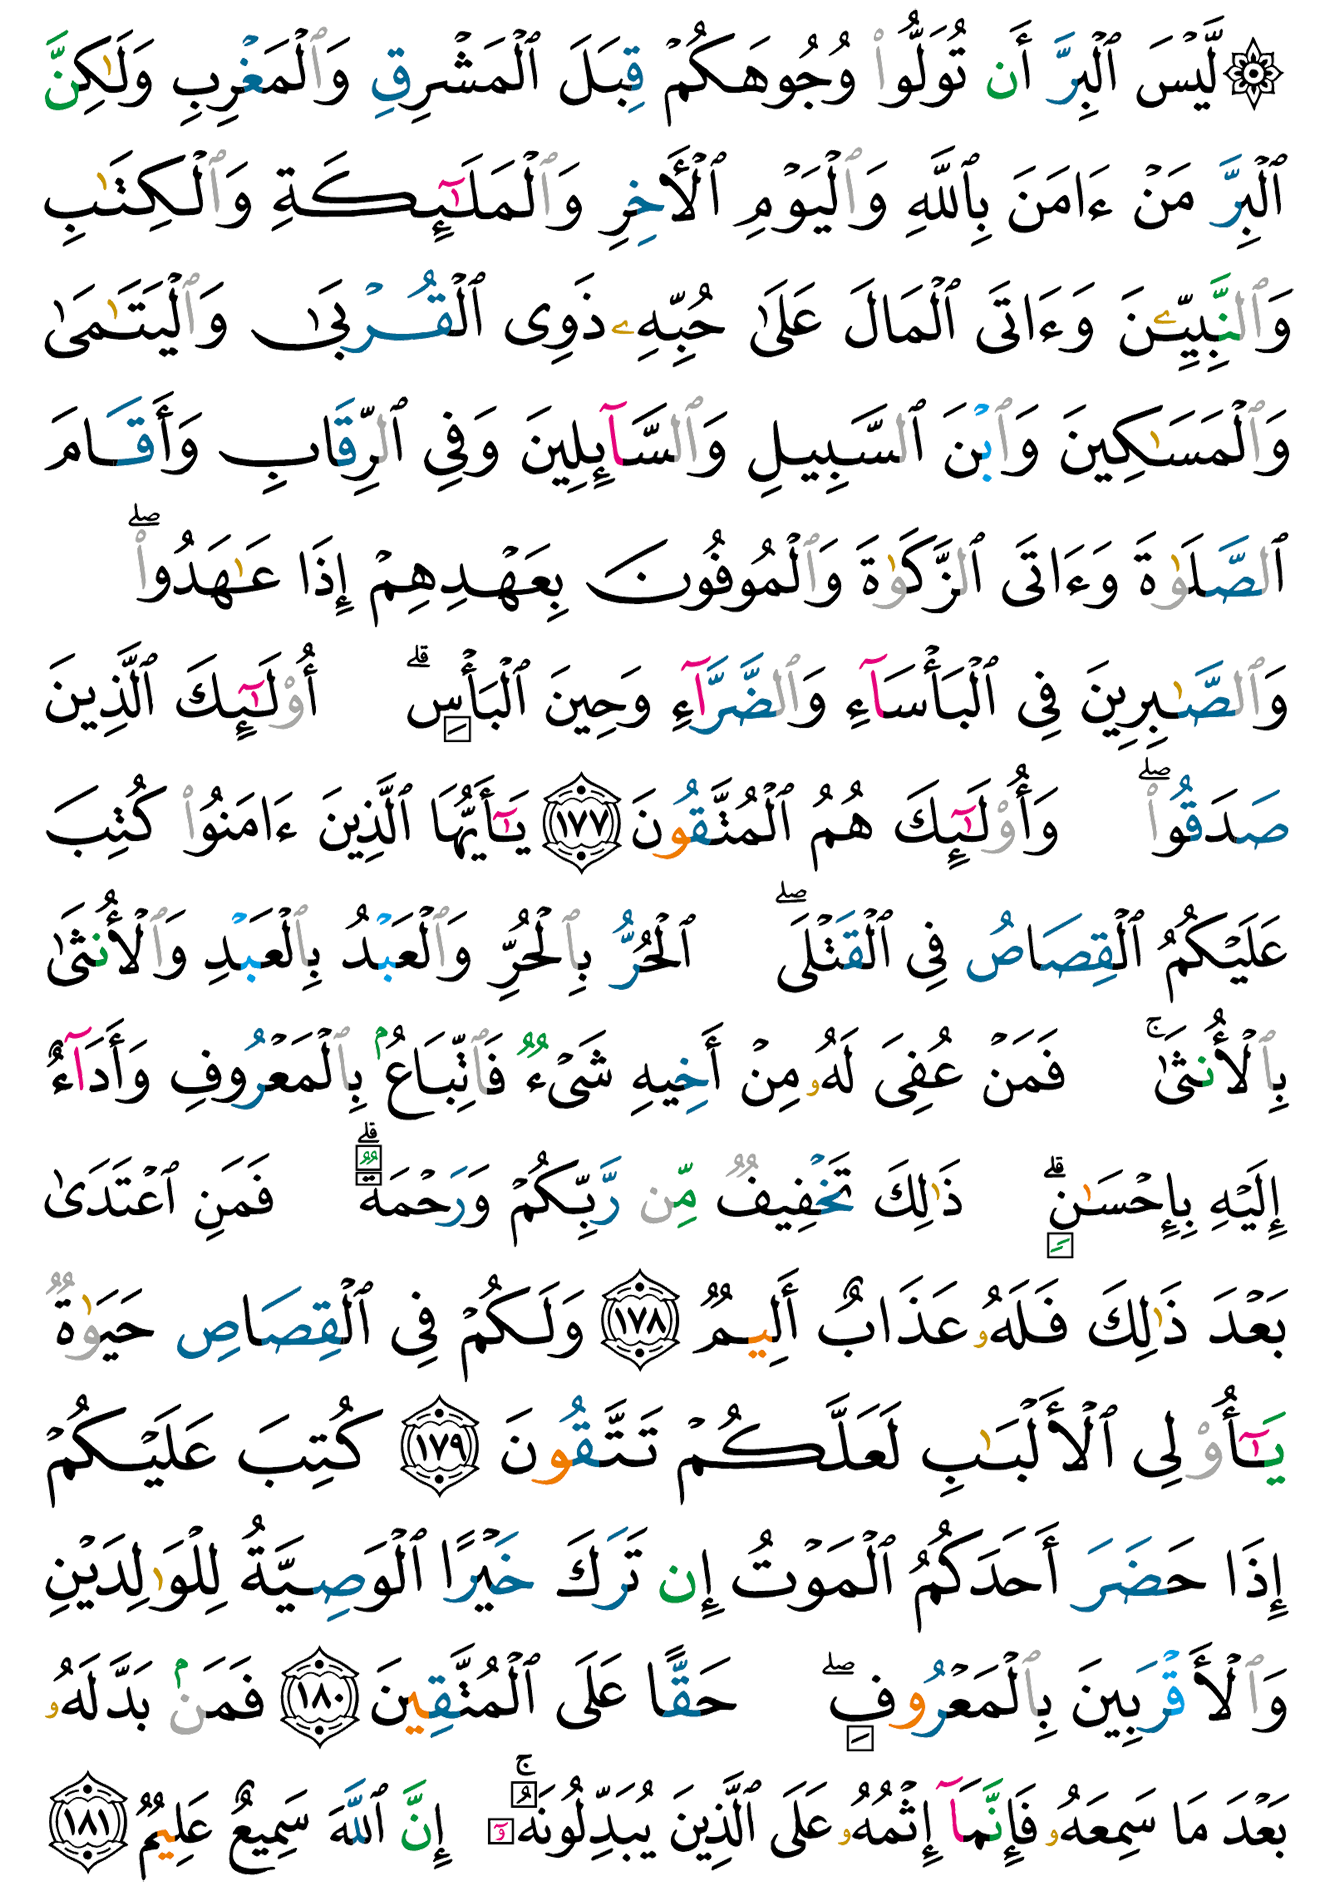 ۞لَّيۡسَ ٱلۡبِرَّ أَن تُوَلُّواْ وُجُوهَكُمۡ قِبَلَ ٱلۡمَشۡرِقِ وَٱلۡمَغۡرِبِ وَلَٰكِنَّ
ٱلۡبِرَّ مَنۡ ءَامَنَ بِٱللَّهِ وَٱلۡيَوۡمِ ٱلۡأٓخِرِ وَٱلۡمَلَٰٓئِكَةِ وَٱلۡكِتَٰبِ
وَٱلنَّبِيِّـۧنَ وَءَاتَى ٱلۡمَالَ عَلَىٰ حُبِّهِۦ ذَوِي ٱلۡقُرۡبَىٰ وَٱلۡيَتَٰمَىٰ
وَٱلۡمَسَٰكِينَ وَٱبۡنَ ٱلسَّبِيلِ وَٱلسَّآئِلِينَ وَفِي ٱلرِّقَابِ وَأَقَامَ
ٱلصَّلَوٰةَ وَءَاتَى ٱلزَّكَوٰةَ وَٱلۡمُوفُونَ بِعَهۡدِهِمۡ إِذَا عَٰهَدُواْۖ
وَٱلصَّٰبِرِينَ فِي ٱلۡبَأۡسَآءِ وَٱلضَّرَّآءِ وَحِينَ ٱلۡبَأۡسِۗ أُوْلَٰٓئِكَ ٱلَّذِينَ
صَدَقُواْۖ وَأُوْلَٰٓئِكَ هُمُ ٱلۡمُتَّقُونَ ١٧٧ يَٰٓأَيُّهَا ٱلَّذِينَ ءَامَنُواْ كُتِبَ
عَلَيۡكُمُ ٱلۡقِصَاصُ فِي ٱلۡقَتۡلَىۖ ٱلۡحُرُّ بِٱلۡحُرِّ وَٱلۡعَبۡدُ بِٱلۡعَبۡدِ وَٱلۡأُنثَىٰ
بِٱلۡأُنثَىٰۚ فَمَنۡ عُفِيَ لَهُۥ مِنۡ أَخِيهِ شَيۡءٞ فَٱتِّبَاعُۢ بِٱلۡمَعۡرُوفِ وَأَدَآءٌ
إِلَيۡهِ بِإِحۡسَٰنٖۗ ذَٰلِكَ تَخۡفِيفٞ مِّن رَّبِّكُمۡ وَرَحۡمَةٞۗ فَمَنِ ٱعۡتَدَىٰ
بَعۡدَ ذَٰلِكَ فَلَهُۥ عَذَابٌ أَلِيمٞ ١٧٨ وَلَكُمۡ فِي ٱلۡقِصَاصِ حَيَوٰةٞ
يَٰٓأُوْلِي ٱلۡأَلۡبَٰبِ لَعَلَّكُمۡ تَتَّقُونَ ١٧٩ كُتِبَ عَلَيۡكُمۡ
إِذَا حَضَرَ أَحَدَكُمُ ٱلۡمَوۡتُ إِن تَرَكَ خَيۡرًا ٱلۡوَصِيَّةُ لِلۡوَٰلِدَيۡنِ
وَٱلۡأَقۡرَبِينَ بِٱلۡمَعۡرُوفِۖ حَقًّا عَلَى ٱلۡمُتَّقِينَ ١٨٠ فَمَنۢ بَدَّلَهُۥ
بَعۡدَ مَا سَمِعَهُۥ فَإِنَّمَآ إِثۡمُهُۥ عَلَى ٱلَّذِينَ يُبَدِّلُونَهُۥٓۚ إِنَّ ٱللَّهَ سَمِيعٌ عَلِيمٞ ١٨١